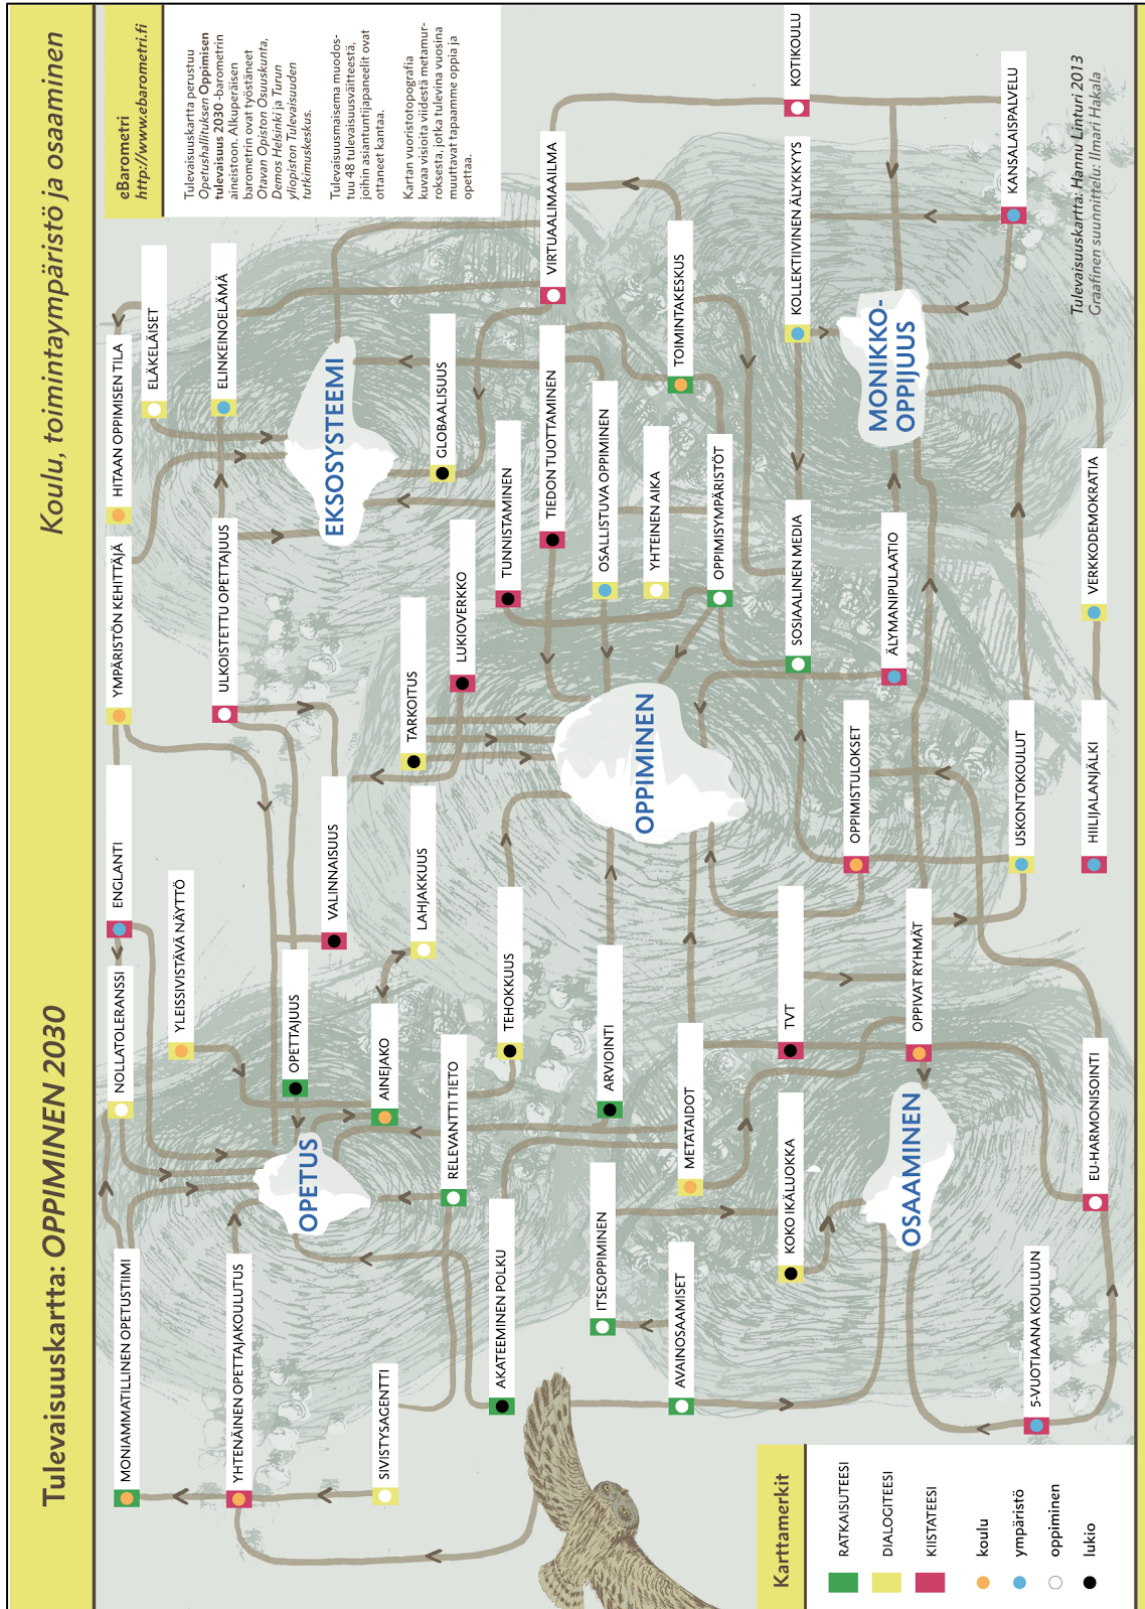 Tulevaisuuskartta: OPPIMINEN 2030
Koulu, toimintaympäristö ja osaaminen
eBarometri
http://www.ebarometri.fi
Tulevaisuuskartta perustuu
Opetushallituksen Oppimisen
tulevaisuus 2030 -barometrin
aineistoon. Alkuperäisen
barometrin ovat työstäneet
Otavan Opiston Osuuskunta,
Demos Helsinki ja Turun
yliopiston Tulevaisuuden
tutkimuskeskus.
Tulevaisuusmaisema muodos-
tuu 48 tulevaisuusväitteestä,
joihin asiantuntijapaneelit ovat
ottaneet kantaa.
Kartan vuoristotopografia
kuvaa visioita viidestä metamur-
roksesta, jotka tulevina vuosina
muuttavat tapaamme oppia ja
opettaa.
MONIAMMATILLINEN OPETUSTIIMI
NOLLATOLERANSSI
ENGLANTI
YMPÄRISTÖN KEHITTÄJÄ
HITAAN OPPIMISEN TILA
ELÄKELÄISET
YLEISSIVISTÄVÄ NÄYTTÖ
YHTENÄINEN OPETTAJAKOULUTUS
ULKOISTETTU OPETTAJUUS
ELINKEINOELÄMÄ
OPETTAJUUS
OPETUS
VALINNAISUUS
EKSOSYSTEEMI
SIVISTYSAGENTTI
AINEJAKO
LAHJAKKUUS
TARKOITUS
GLOBAALISUUS
RELEVANTTI TIETO
LUKIOVERKKO
AKATEEMINEN POLKU
TEHOKKUUS
TUNNISTAMINEN
TIEDON TUOTTAMINEN
VIRTUAALIMAAILMA
ITSEOPPIMINEN
ARVIOINTI
OPPIMINEN
OSALLISTUVA OPPIMINEN
YHTEINEN AIKA
AVAINOSAAMISET
METATAIDOT
OPPIMISYMPÄRISTÖT
TOIMINTAKESKUS
KOKO IKÄLUOKKA
TVT
SOSIAALINEN MEDIA
KOLLEKTIIVINEN ÄLYKKYYS
KOTIKOULU
OPPIMISTULOKSET
ÄLYMANIPULAATIO
MONIKKO-
OPPIJUUS
OSAAMINEN
OPPIVAT RYHMÄT
KANSALAISPALVELU
5-VUOTIAANA KOULUUN
EU-HARMONISOINTI
USKONTOKOULUT
HIILIJALANJÄLKI
VERKKODEMOKRATIA
Tulevaisuuskartta: Hannu Linturi 2013
Graafinen suunnittelu: Ilmari Hakala
Karttamerkit
RATKAISUTEESI
DIALOGITEESI
KIISTATEESI
koulu
ympäristö
oppiminen
lukio